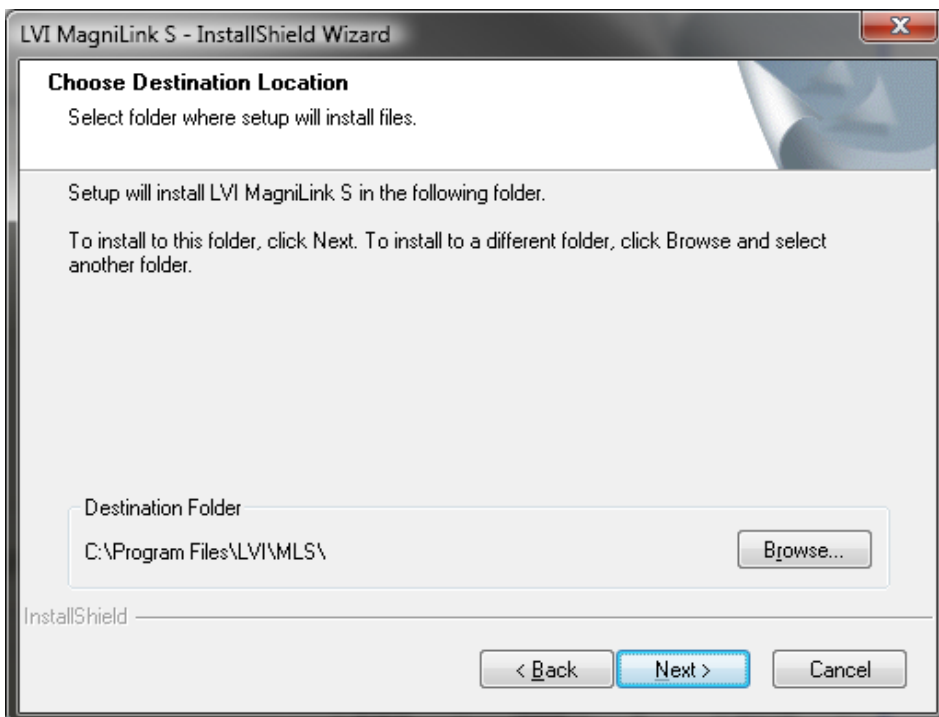 LVI MagniLink S - InstallShield Wizard
Choose Destination Location
Select folder where setup will install files.
Setup will install LVI MagniLink S in the following folder.
To install to this folder, click Next. To install to a different folder, click Browse and select
another folder.
Destination Folder
C:\Program Files\LVI\MLS\
Browse...
InstallShield
< Back
Next >
Cancel